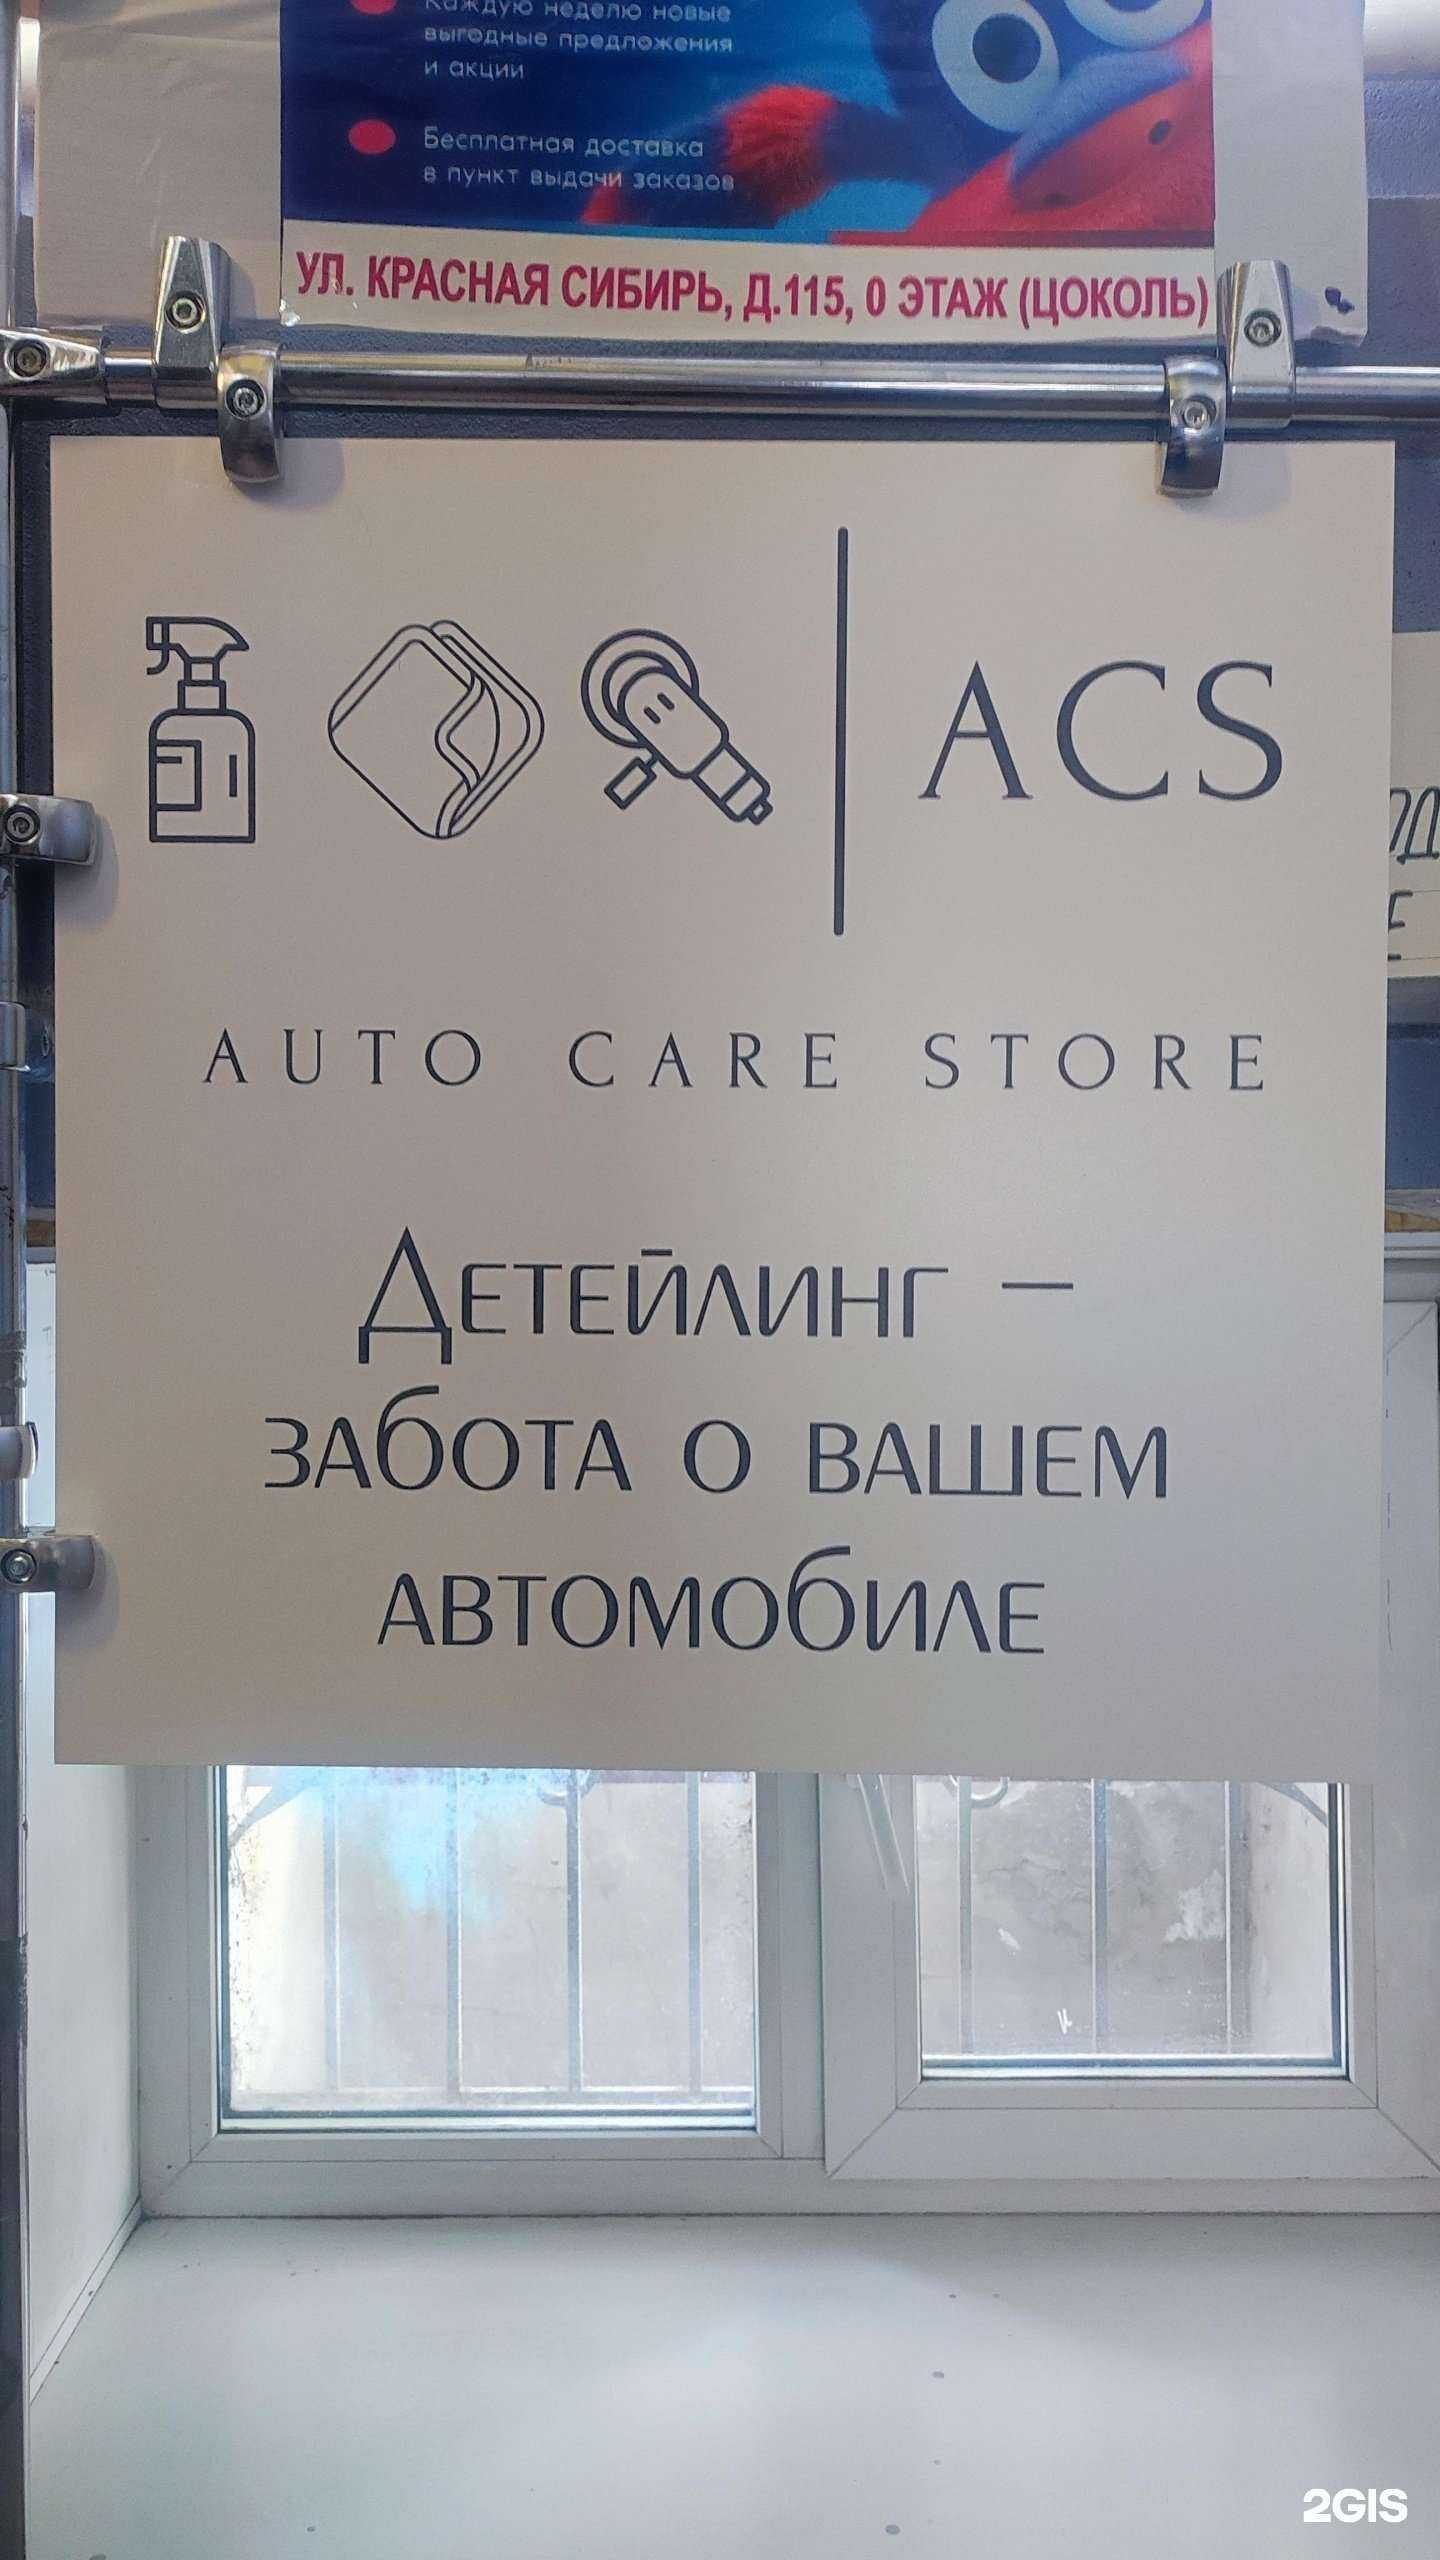 Каждую неделю новые
выгодные предложения
и акции
Бесплатная доставка
в пункт выдачи заказов
УЛ. КРАСНАЯ СИБИРЬ, Д.115, 0 ЭТАЖ (ЦОКОЛЬ)
ACS
AUTO CARE STORE
Детейлинг –
забота о вашем
автомобиле
2GIS